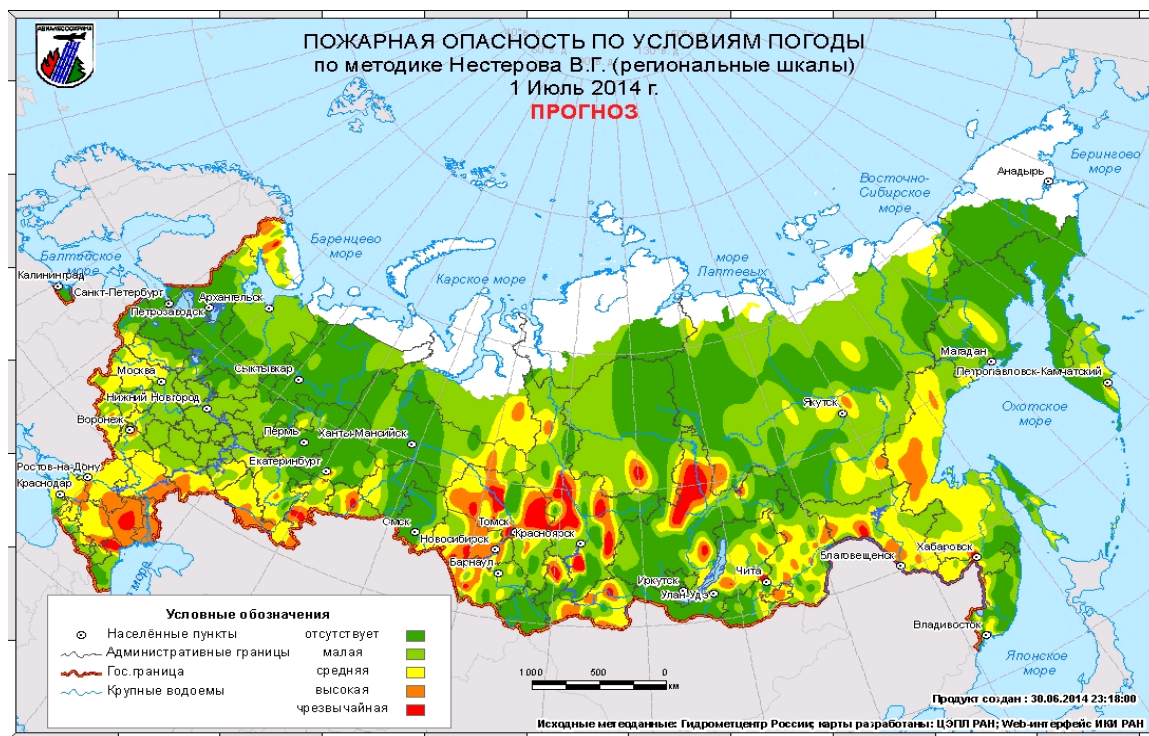 АВИАЛЕСООХРАНА
ПОЖАРНАЯ ОПАСНОСТЬ ПО УСЛОВИЯМ ПОГОДЫ
по методике Нестерова В.Г. (региональные шкалы)
1 Июль 2014 г.
ПРОГНОЗ
Берингово
море
Анадырь
Восточно-
Сибирское
море
Баренцево
море
Балтийское
море
Карское море
море
Лаптевых
Калининград
Санкт-Петербург
Архангельск
Петрозаводск
Магадан
Петропавловск-Камчатский
Москва
Сыктывкар
Нижний Новгород
Якутск
Охотское
море
Воронеж
Пермь
Ханты-Мансийск
Ростов-на-Дону
Екатеринбург
Краснодар
Омск
Томск
Новосибирск
Красноярск
Барнаул
Иркутск
Улан-Удэ
Чита
Благовещенск
Хабаровск
море
Владивосток
Японское
море
Условные обозначения
Населённые пункты
Административные границы
Гос.граница
Крупные водоемы
отсутствует
малая
средняя
высокая
чрезвычайная
1 000 500 0
км
Продукт создан : 30.06.2014 23:18:00
Исходные метеоданные: Гидрометцентр России; карты разработаны: ЦЭПЛ РАН; Web-интерфейс ИКИ РАН